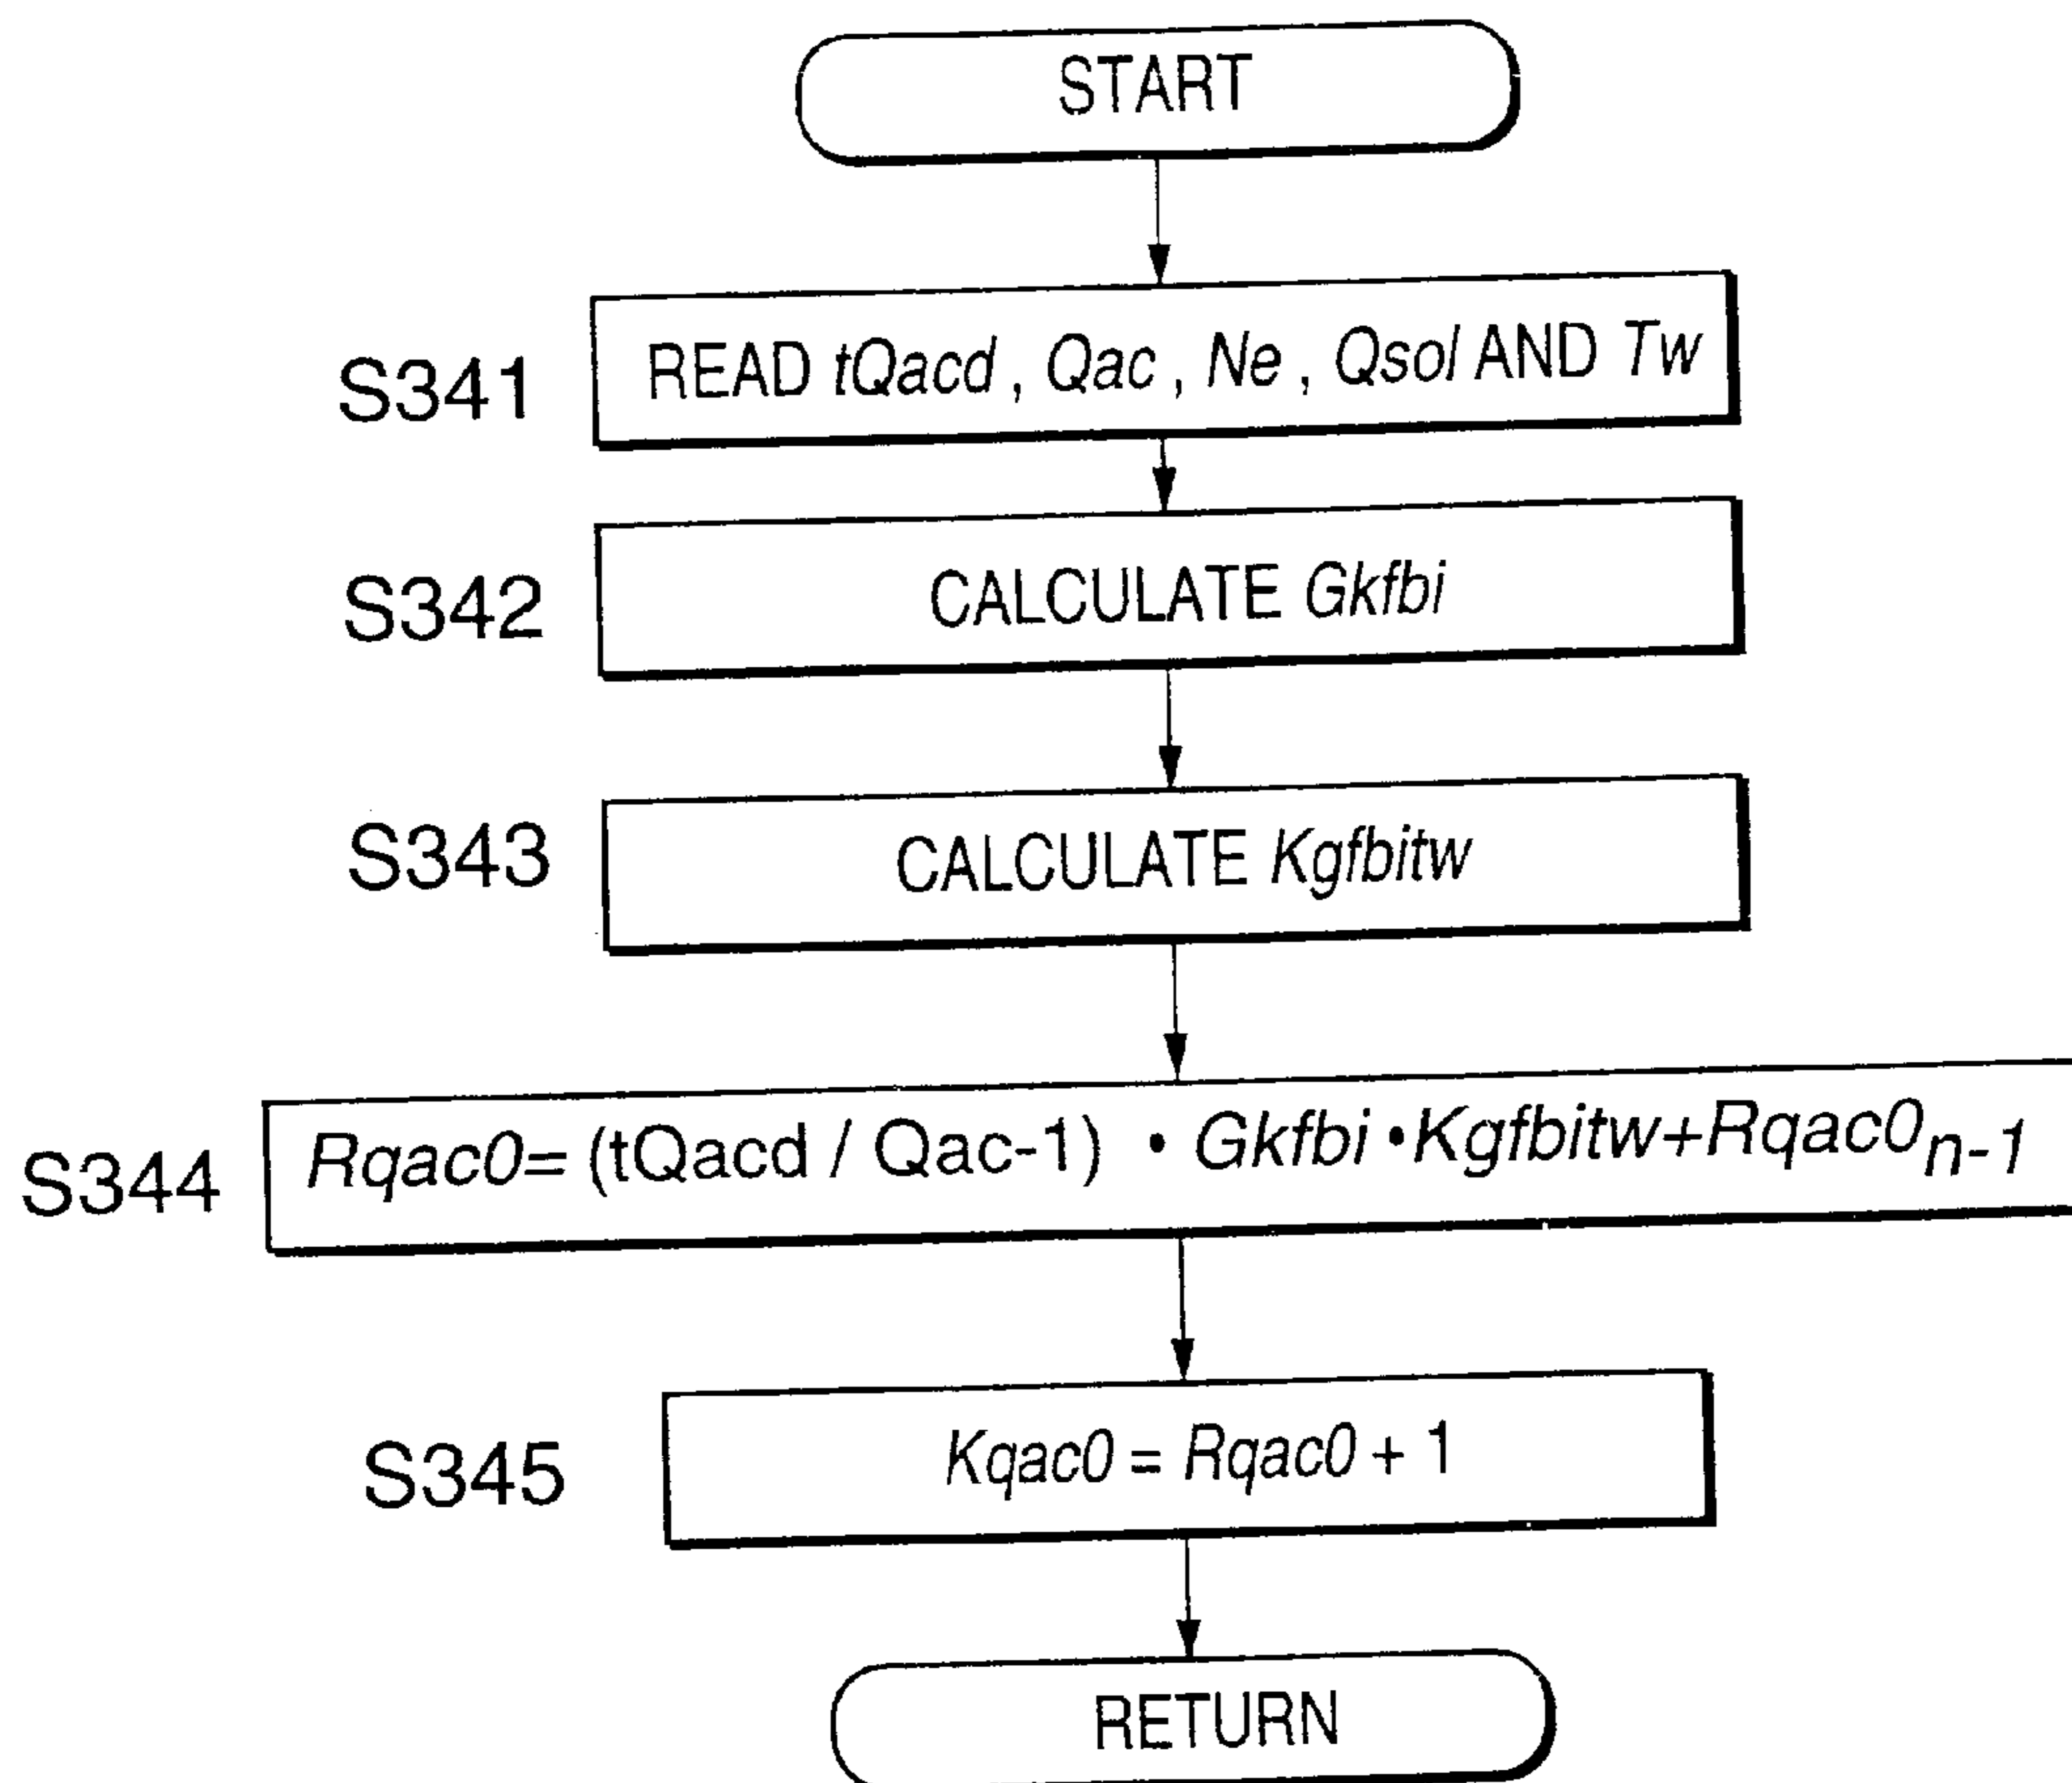 START
S341 READ tQacd, Qac, Ne, Qsol AND Tw
S342 CALCULATE Gkfbi
S343 CALCULATE Kgfbitw
S344 Rqac0= (tQacd / Qac-1) • Gkfbi •Kgfbitw+Rqac0n-1
S345 Kqac0 = Rqac0 + 1
RETURN